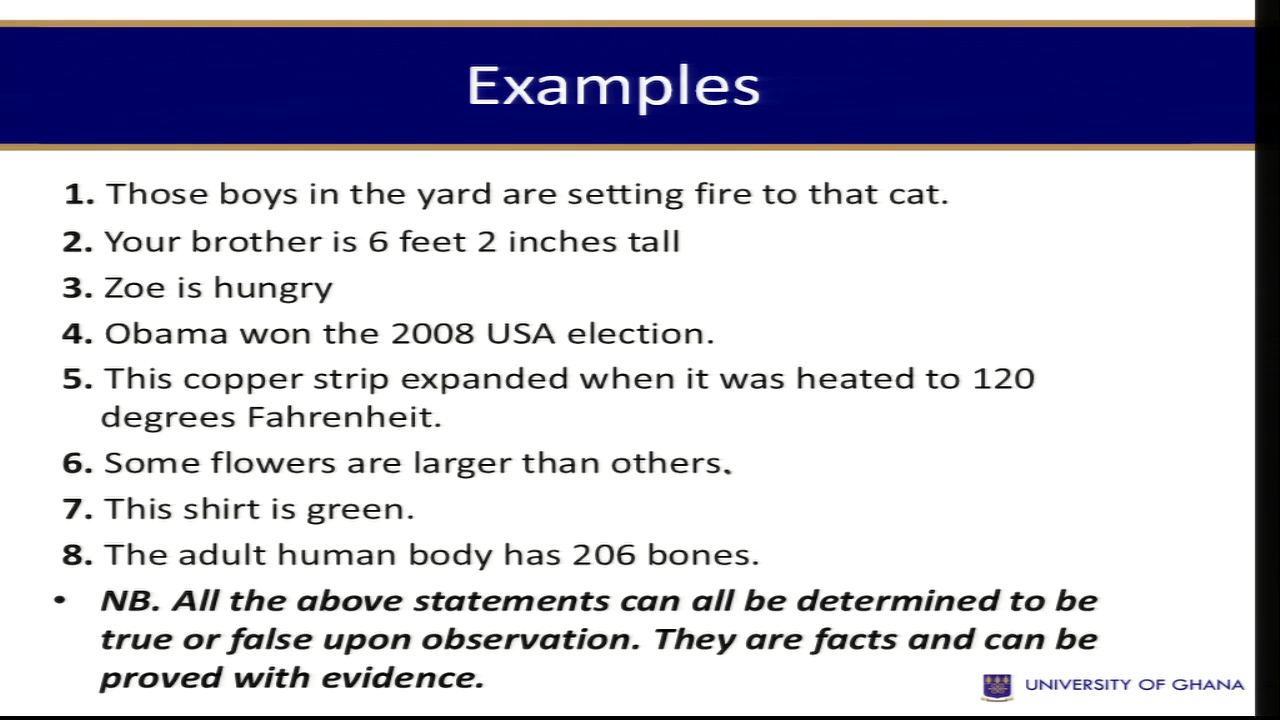 Examples
1. Those boys in the yard are setting fire to that cat.
2. Your brother is 6 feet 2 inches tall
3. Zoe is hungry
4. Obama won the 2008 USA election.
5. This copper strip expanded when it was heated to 120
degrees Fahrenheit.
6. Some flowers are larger than others.
7. This shirt is green.
8. The adult human body has 206 bones.
• NB. All the above statements can all be determined to be
true or false upon observation. They are facts and can be
proved with evidence.
UNIVERSITY OF GHANA